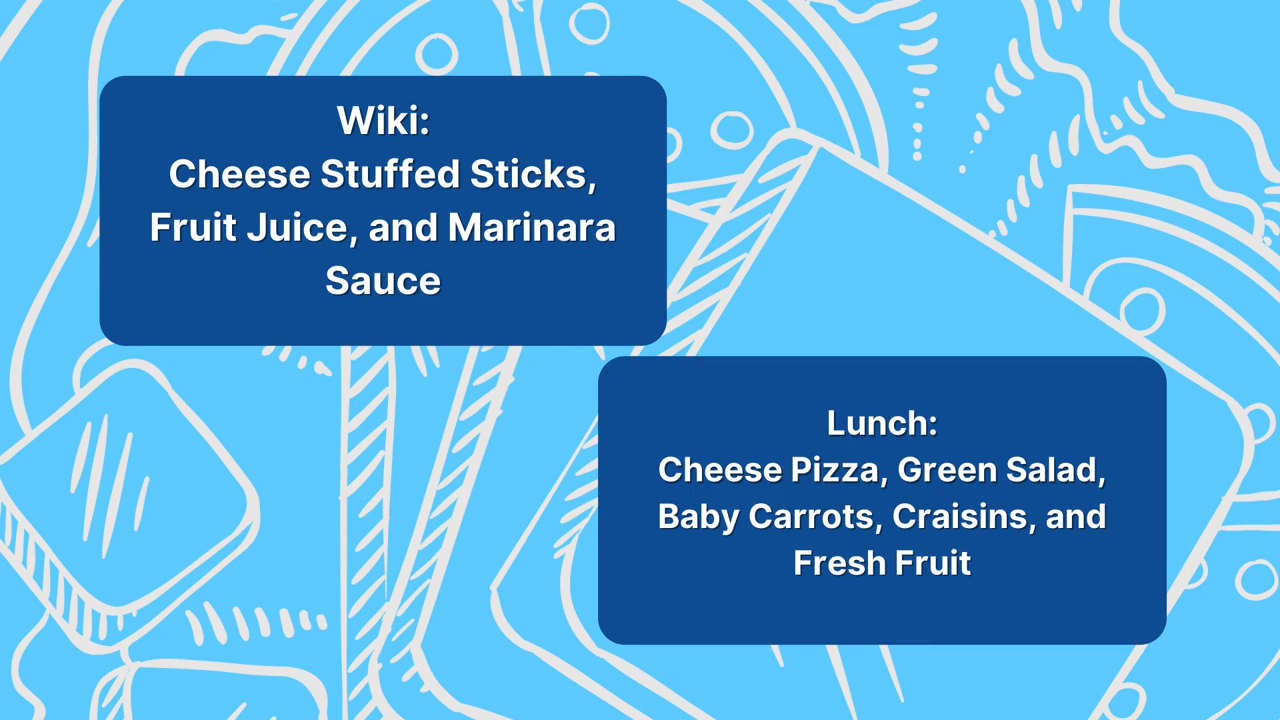 Wiki:
Cheese Stuffed Sticks,
Fruit Juice, and Marinara
Sauce
Lunch:
Cheese Pizza, Green Salad,
Baby Carrots, Craisins, and
Fresh Fruit